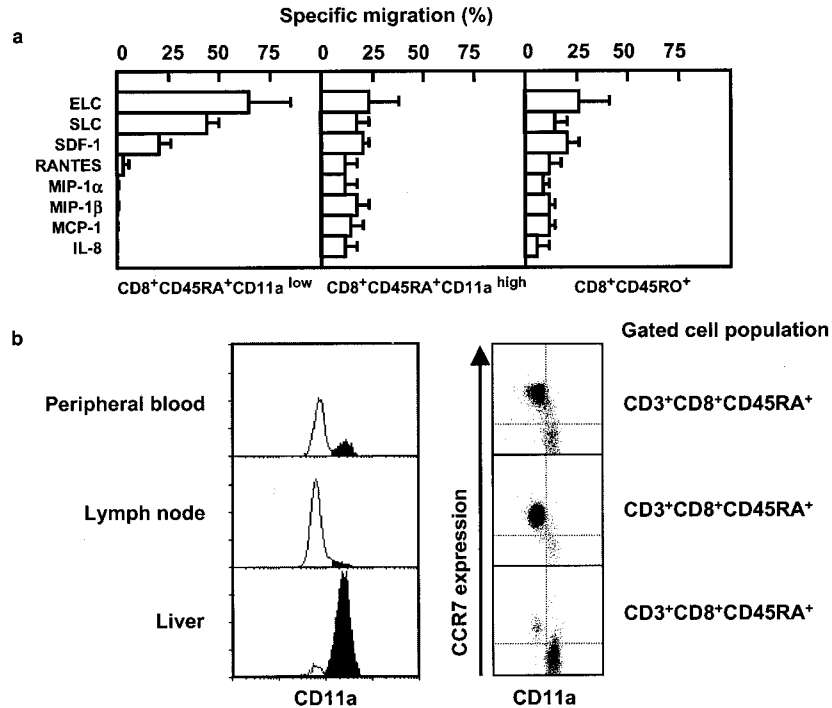 Specific migration (%)
a
0 25 50 75 0 25 50 75 0 25 50 75
ELC
SLC
SDF-1
RANTES
MIP-1α
MIP-1β
MCP-1
IL-8
CD8+CD45RA+CD11a low CD8+CD45RA+CD11a high CD8+CD45RO+
b
Gated cell population
Peripheral blood
CD3+CD8+CD45RA+
Lymph node
CD3+CD8+CD45RA+
Liver
CD3+CD8+CD45RA+
CCR7 expression
CD11a CD11a